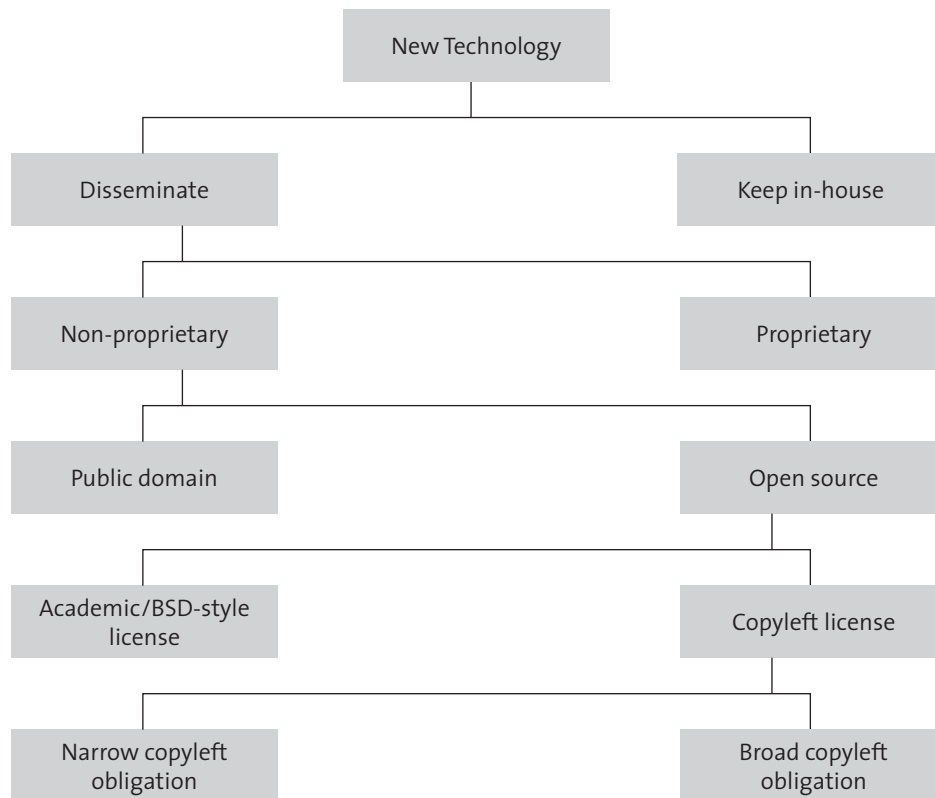 New Technology
Disseminate
Keep in-house
Non-proprietary
Proprietary
Public domain
Open source
Academic/BSD-style
license
Copyleft license
Narrow copyleft
obligation
Broad copyleft
obligation